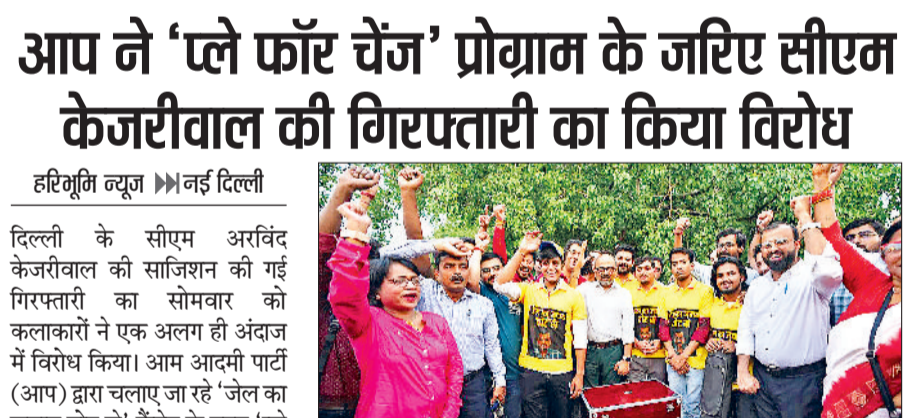 आप ने ‘प्ले फॉर चेंज’ प्रोग्राम के जरिए सीएम
केजरीवाल की गिरफ्तारी का किया विरोध
हरिभूमि न्यूज नई दिल्ली
दिल्ली के सीएम अरविंद
केजरीवाल की साजिशन की गई
गिरफ्तारी का सोमवार को
कलाकारों ने एक अलग ही अंदाज
में विरोध किया। आम आदमी पार्टी
(आप) द्वारा चलाए जा रहे ‘जेल का